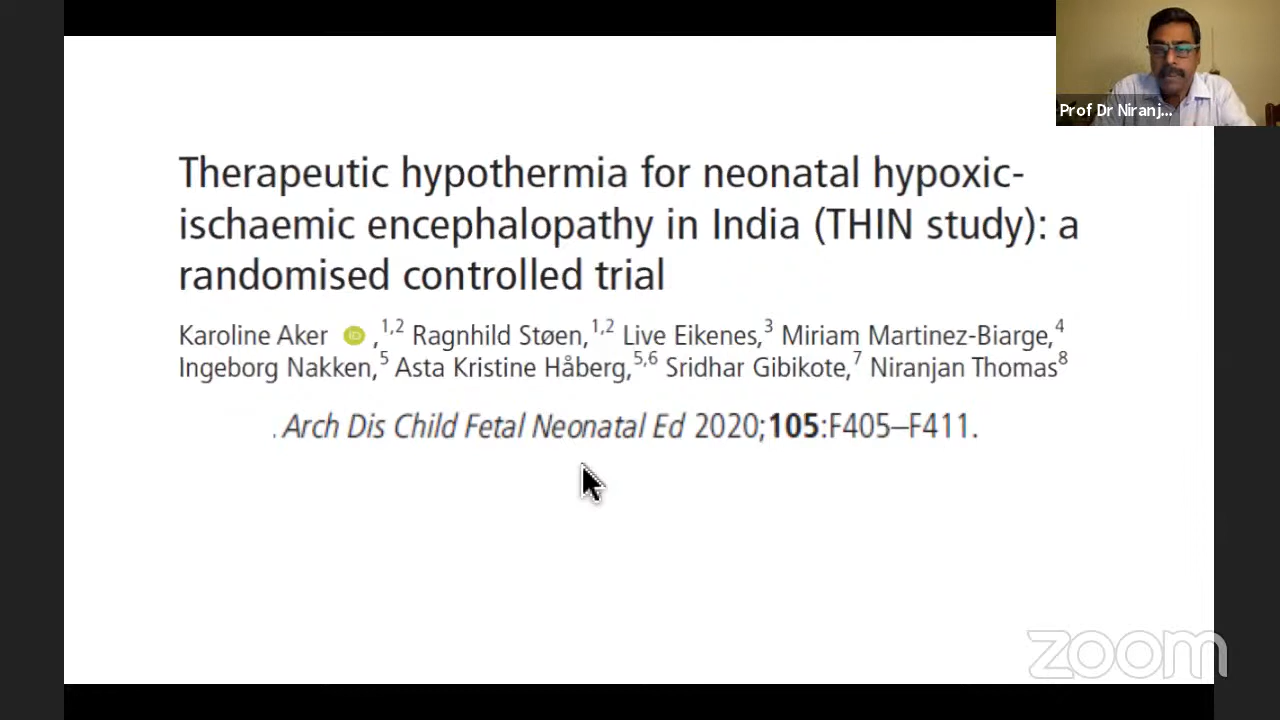 Prof Dr Niranj...
Therapeutic hypothermia for neonatal hypoxic-
ischaemic encephalopathy in India (THIN study): a
randomised controlled trial
Karoline Aker iD ,1,2 Ragnhild Støen,1,2 Live Eikenes,3 Miriam Martinez-Biarge,4
Ingeborg Nakken,5 Asta Kristine Håberg,5,6 Sridhar Gibikote,7 Niranjan Thomas8
. Arch Dis Child Fetal Neonatal Ed 2020;105:F405–F411.
zoom